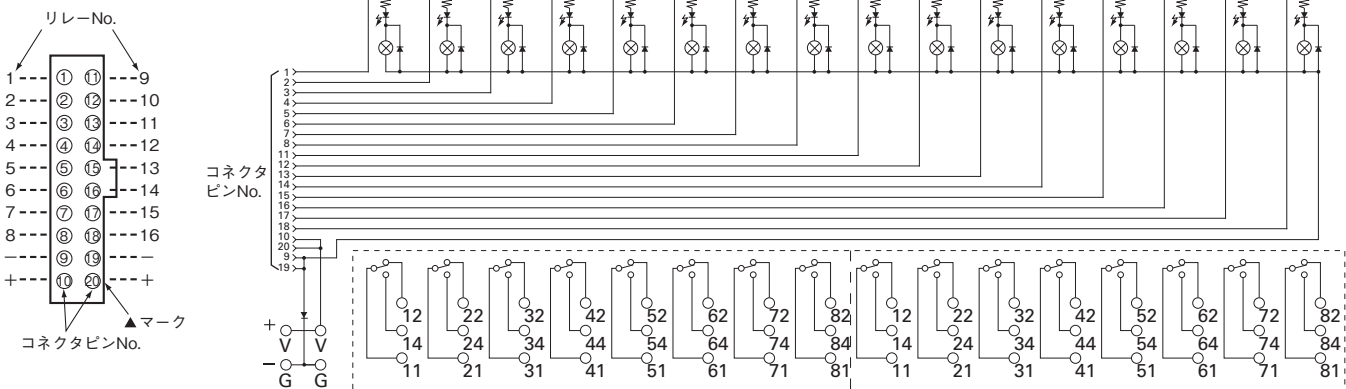 リレーNo.
1 ① ⑪ 9
2 ② ⑫ 10
3 ③ ⑬ 11
4 ④ ⑭ 12
5 ⑤ ⑮ 13
6 ⑥ ⑯ 14
7 ⑦ ⑰ 15
8 ⑧ ⑱ 16
− ⑨ ⑲ −
+ ⑩ ⑳ +
▲マーク
コネクタピンNo.
コネクタ
ピンNo.
1
2
3
4
5
6
7
8
11
12
13
14
15
16
17
18
10
20
9
19
+
V V
−
G G
12 22 32 42 52 62 72 82 12 22 32 42 52 62 72 82
14 24 34 44 54 64 74 84 14 24 34 44 54 64 74 84
11 21 31 41 51 61 71 81 11 21 31 41 51 61 71 81